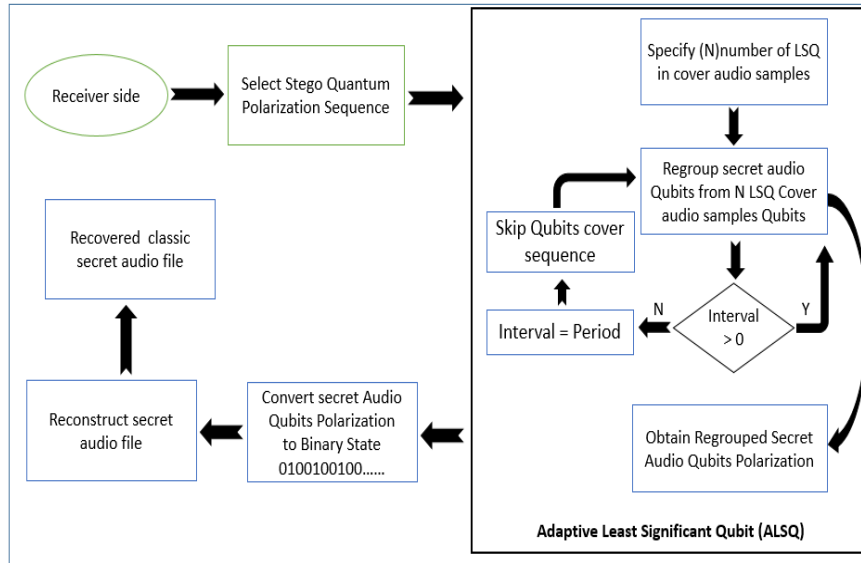 Receiver side
Select Stego Quantum
Polarization Sequence
Specify (N)number of LSQ
in cover audio samples
Regroup secret audio
Qubits from N LSQ Cover
audio samples Qubits
Skip Qubits cover
sequence
Interval = Period
N
Interval
> 0
Y
Obtain Regrouped Secret
Audio Qubits Polarization
Adaptive Least Significant Qubit (ALSQ)
Convert secret Audio
Qubits Polarization
to Binary State
0100100100......
Reconstruct secret
audio file
Recovered classic
secret audio file